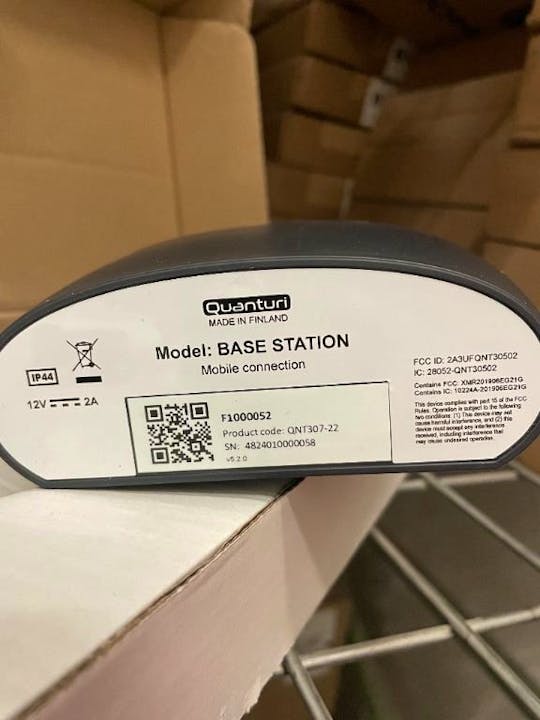 Quanturi
MADE IN FINLAND
Model: BASE STATION
Mobile connection
IP44
12V 2A
F1000052
Product code: QNT307-22
SN: 4824010000058
v5.2.0
FCC ID: 2A3UFQNT30502
IC: 28052-QNT30502
Contains FCC: XMR201906EG21G
Contains IC: 10224A-201906EG21G
This device complies with part 15 of the FCC
Rules. Operation is subject to the following
two conditions: (1) This device may not
cause harmful interference, and (2) this
device must accept any interference
received, including interference that
may cause undesired operation.